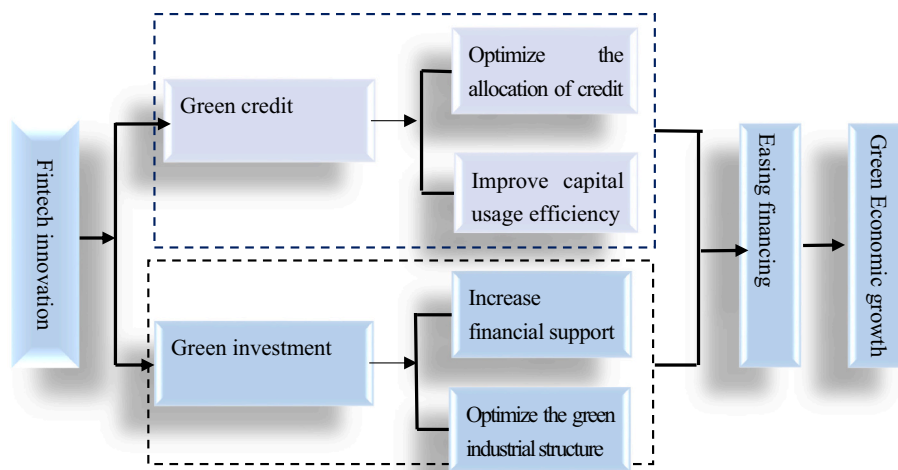 Fintech innovation
Green credit
Optimize the
allocation of credit
Improve capital
usage efficiency
Green investment
Increase
financial support
Optimize the green
industrial structure
Easing financing
Green Economic growth